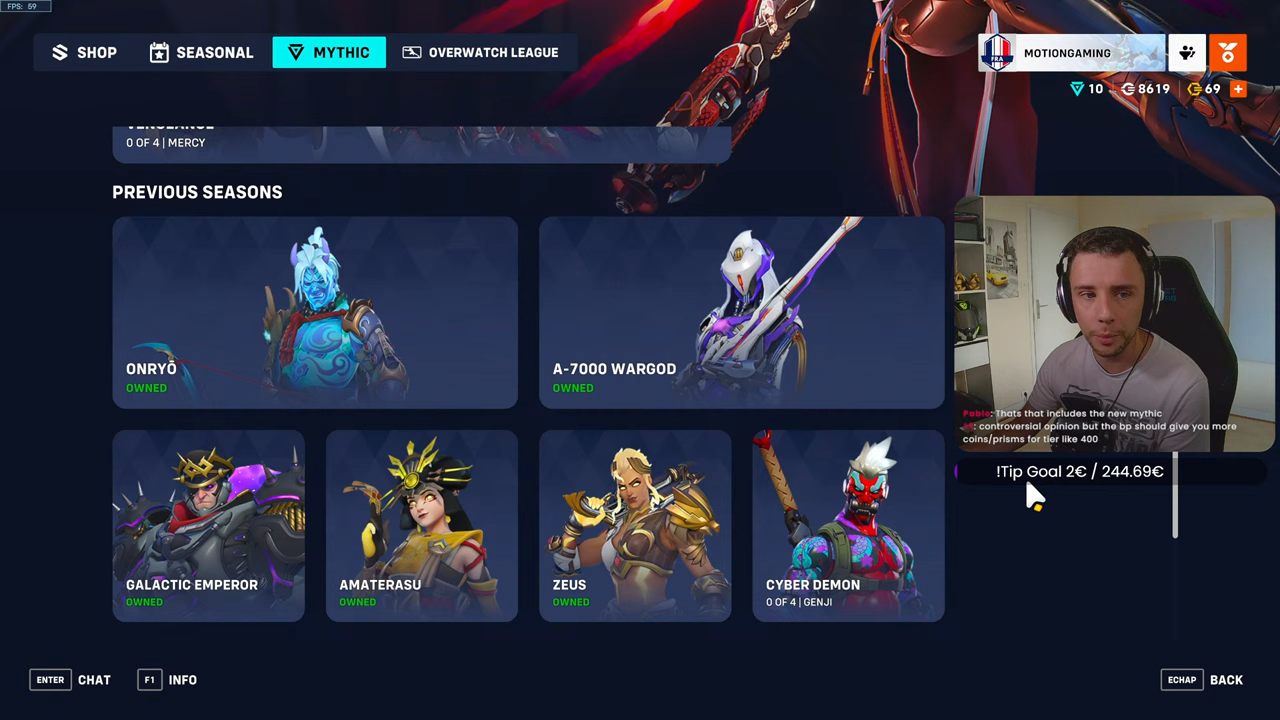 FPS: 59
SHOP
SEASONAL
MYTHIC
OVERWATCH LEAGUE
FRA
MOTIONGAMING
10
8619
69
VENGEANCE
0 OF 4 | MERCY
PREVIOUS SEASONS
ONRYŌ
OWNED
A-7000 WARGOD
OWNED
Pablo: Thats that includes the new mythic
: controversial opinion but the bp should give you more
coins/prisms for tier like 400
!Tip Goal 2€ / 244.69€
GALACTIC EMPEROR
OWNED
AMATERASU
OWNED
ZEUS
OWNED
CYBER DEMON
0 OF 4 | GENJI
ENTER CHAT
F1 INFO
ECHAP BACK